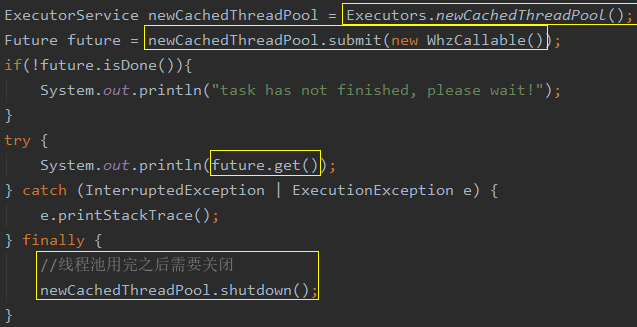 ExecutorService newCachedThreadPool = Executors.newCachedThreadPool();
Future future = newCachedThreadPool.submit(new WhzCallable());
if(!future.isDone()){
    System.out.println("task has not finished, please wait!");
}
try {
    System.out.println(future.get());
} catch (InterruptedException | ExecutionException e) {
    e.printStackTrace();
} finally {
    //线程池用完之后需要关闭
    newCachedThreadPool.shutdown();
}